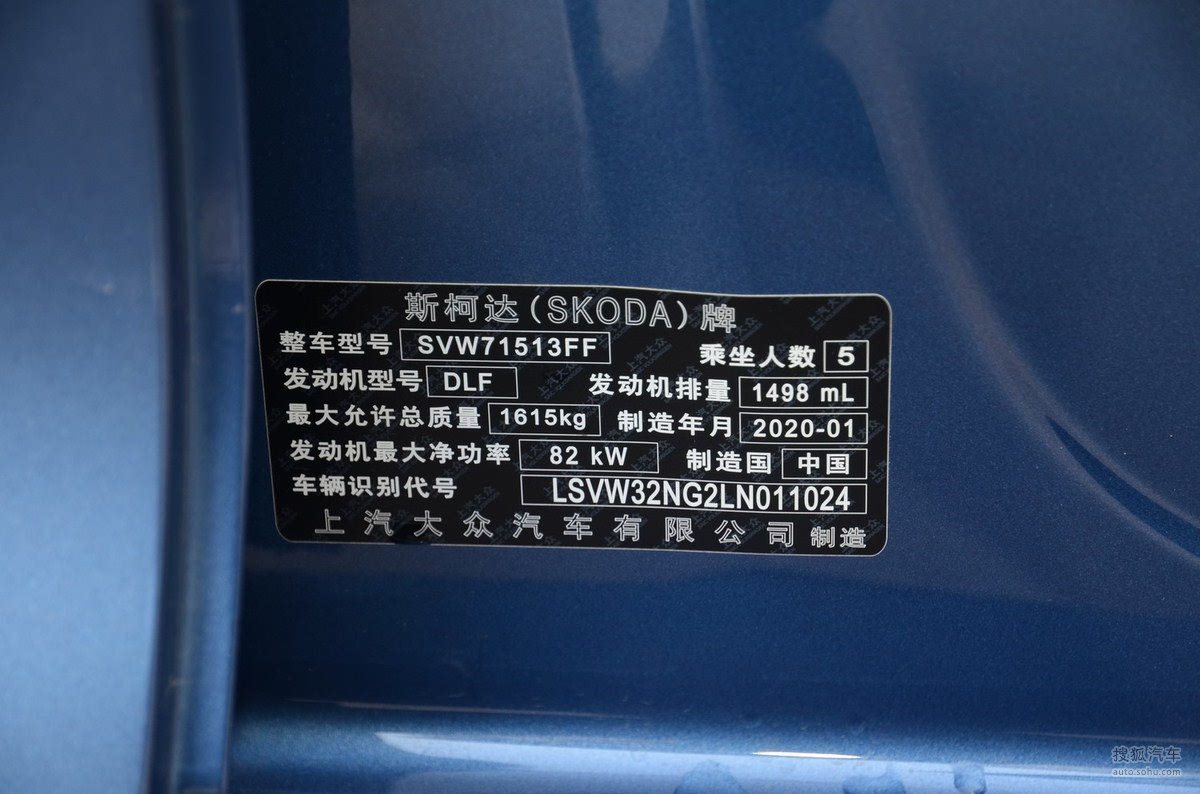 斯柯达(SKODA)牌
整车型号 SVW71513FF 乘坐人数 5
发动机型号 DLF 发动机排量 1498 mL
最大允许总质量 1615kg 制造年月 2020-01
发动机最大净功率 82 kW 制造国 中国
车辆识别代号 LSVW32NG2LN011024
上汽大众汽车有限公司 制造
搜狐汽车
auto.sohu.com